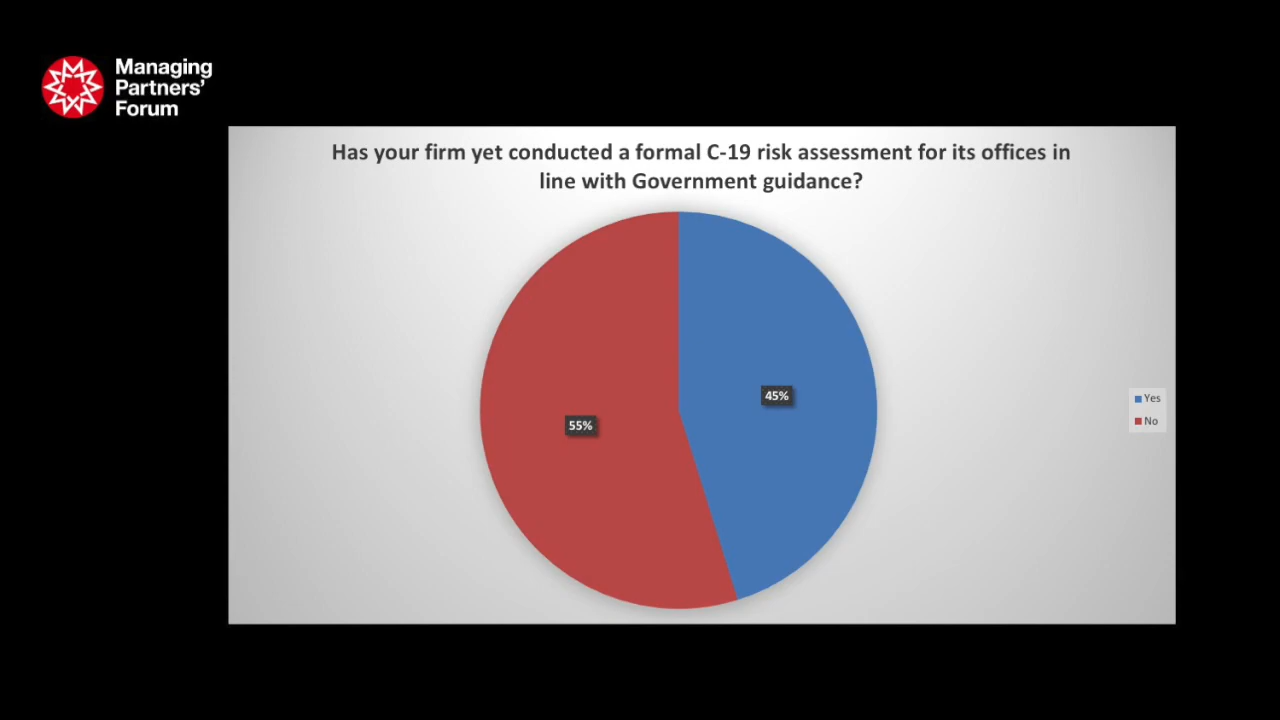 Managing
Partners'
Forum
Has your firm yet conducted a formal C-19 risk assessment for its offices in
line with Government guidance?
45%
55%
Yes
No